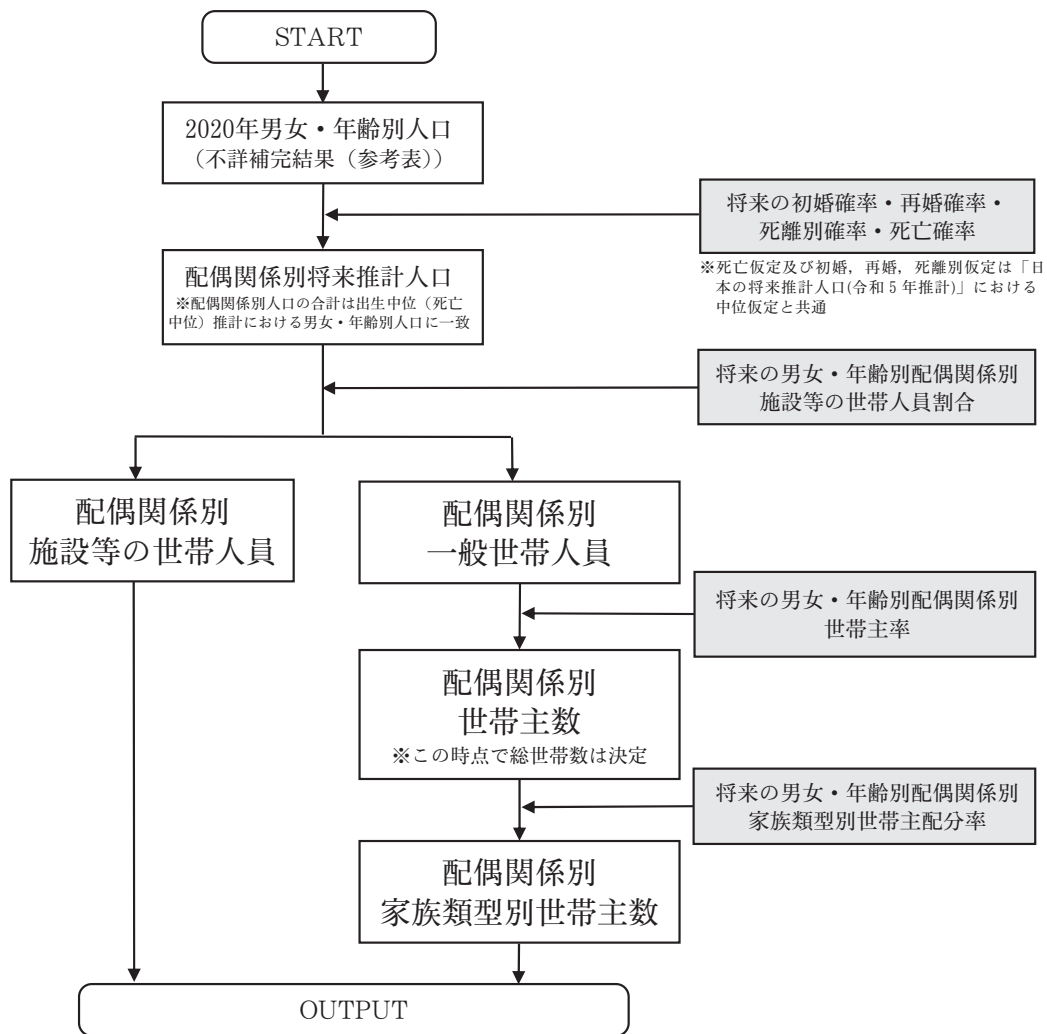 START
2020年男女・年齢別人口
（不詳補完結果（参考表））
将来の初婚確率・再婚確率・
死離別確率・死亡確率
※死亡仮定及び初婚，再婚，死離別仮定は「日
本の将来推計人口(令和５年推計)」における
中位仮定と共通
配偶関係別将来推計人口
※配偶関係別人口の合計は出生中位（死亡
中位）推計における男女・年齢別人口に一致
将来の男女・年齢別配偶関係別
施設等の世帯人員割合
配偶関係別
施設等の世帯人員
配偶関係別
一般世帯人員
将来の男女・年齢別配偶関係別
世帯主率
配偶関係別
世帯主数
※この時点で総世帯数は決定
将来の男女・年齢別配偶関係別
家族類型別世帯主配分率
配偶関係別
家族類型別世帯主数
OUTPUT